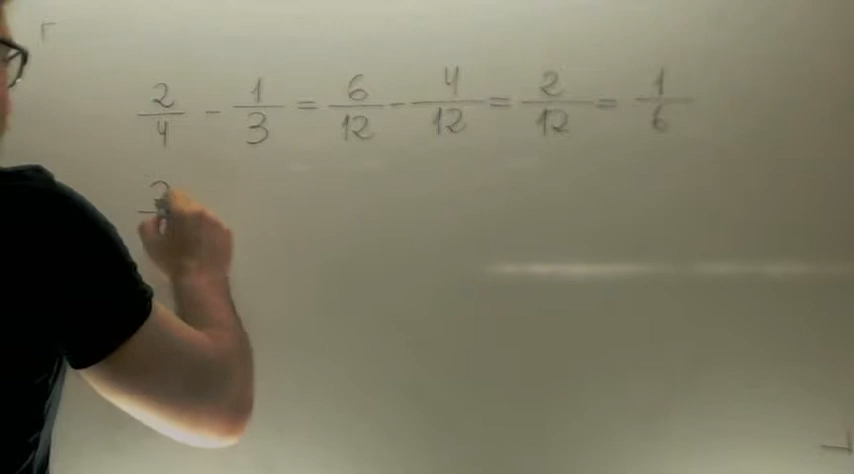 2/4 - 1/3 = 6/12 - 4/12 = 2/12 = 1/6